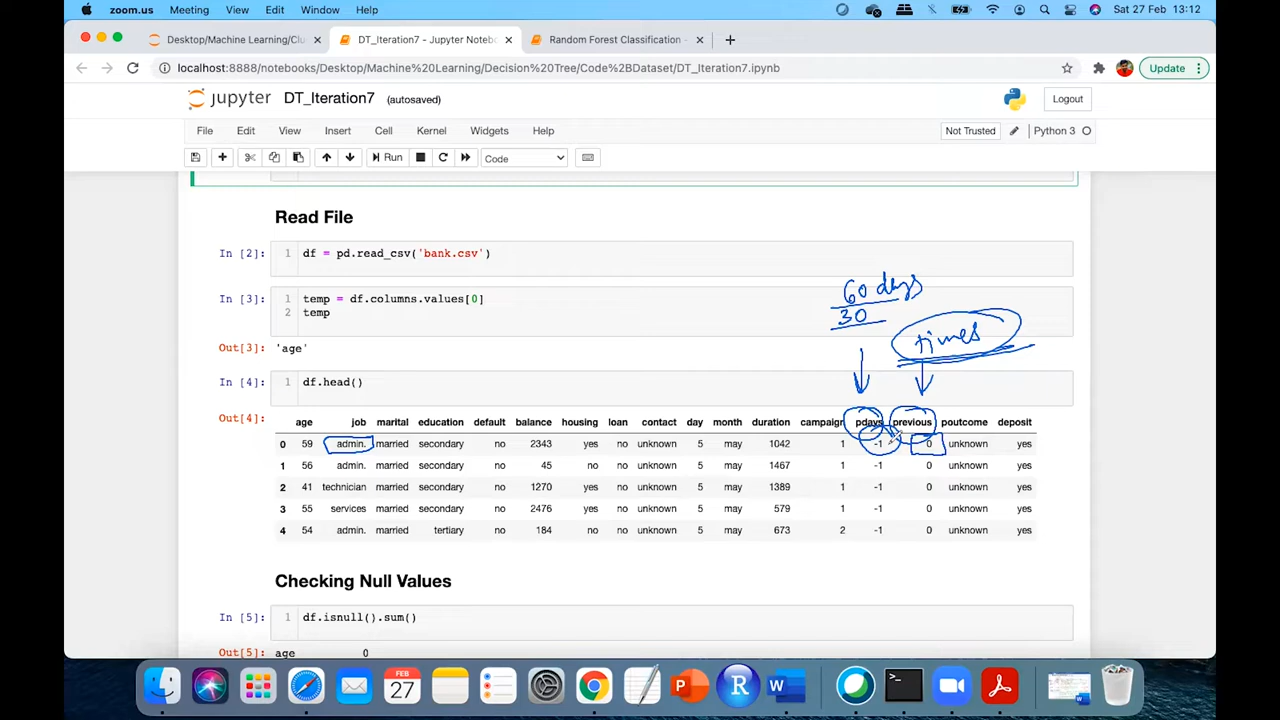 zoom.us Meeting View Edit Window Help Sat 27 Feb 13:12
Desktop/Machine Learning/Clu × DT_Iteration7 - Jupyter Notebo × Random Forest Classification - × +
localhost:8888/notebooks/Desktop/Machine%20Learning/Decision%20Tree/Code%2BDataset/DT_Iteration7.ipynb Update
jupyter DT_Iteration7 (autosaved) Logout
File Edit View Insert Cell Kernel Widgets Help Not Trusted Python 3
Run Code
Read File
In [2]: 1 df = pd.read_csv('bank.csv')
60 days
In [3]: 1 temp = df.columns.values[0]
2 temp
30
times
Out[3]: 'age'
In [4]: 1 df.head()
Out[4]: age job marital education default balance housing loan contact day month duration campaign pdays previous poutcome deposit
0 59 admin. married secondary no 2343 yes no unknown 5 may 1042 1 -1 0 unknown yes
1 56 admin. married secondary no 45 no no unknown 5 may 1467 1 -1 0 unknown yes
2 41 technician married secondary no 1270 yes no unknown 5 may 1389 1 -1 0 unknown yes
3 55 services married secondary no 2476 yes no unknown 5 may 579 1 -1 0 unknown yes
4 54 admin. married tertiary no 184 no no unknown 5 may 673 2 -1 0 unknown yes
Checking Null Values
In [5]: 1 df.isnull().sum()
Out[5]: age 0
FEB
27